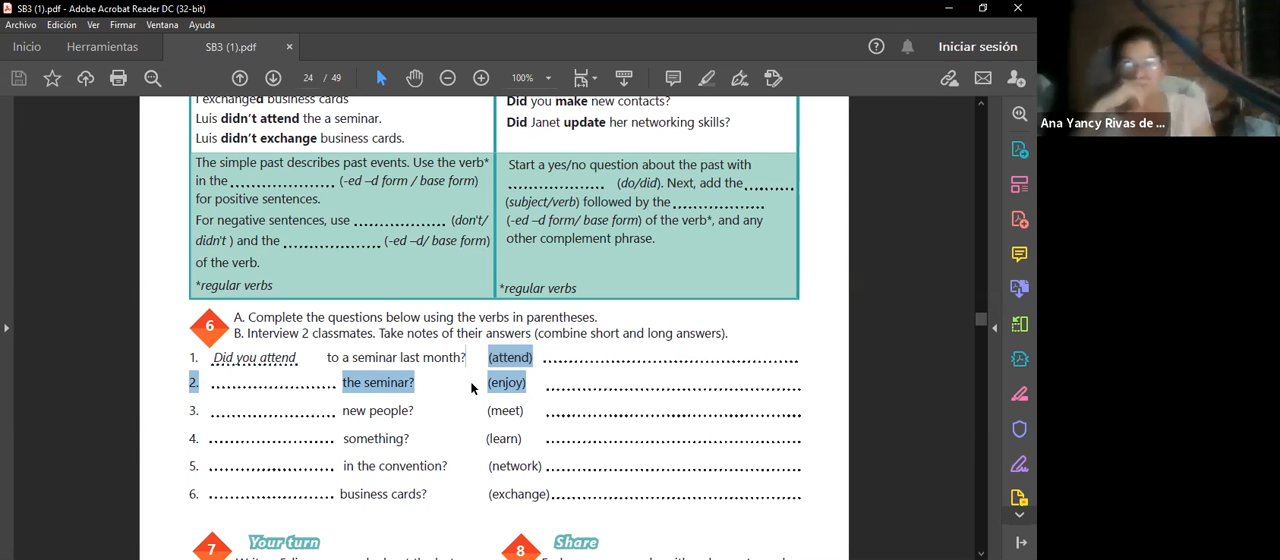 SB3 (1).pdf - Adobe Acrobat Reader DC (32-bit)
Archivo Edición Ver Firmar Ventana Ayuda
Inicio Herramientas SB3 (1).pdf × Iniciar sesión
24 / 49 100%
Ana Yancy Rivas de ...
I exchanged business cards
Luis didn't attend the a seminar.
Luis didn't exchange business cards.
Did you make new contacts?
Did Janet update her networking skills?
The simple past describes past events. Use the verb*
in the ................... (-ed –d form / base form)
for positive sentences.
For negative sentences, use ................... (don't/
didn't ) and the ................... (-ed –d/ base form)
of the verb.
*regular verbs
Start a yes/no question about the past with
................... (do/did). Next, add the..........
(subject/verb) followed by the ...................
(-ed –d form/ base form) of the verb*, and any
other complement phrase.
*regular verbs
6 A. Complete the questions below using the verbs in parentheses.
B. Interview 2 classmates. Take notes of their answers (combine short and long answers).
1. Did you attend to a seminar last month? (attend) ..................................................
2. ......................... the seminar? (enjoy) ..................................................
3. ......................... new people? (meet) ..................................................
4. ......................... something? (learn) ..................................................
5. ......................... in the convention? (network) ..................................................
6. ......................... business cards? (exchange)..................................................
7 Your turn
8 Share